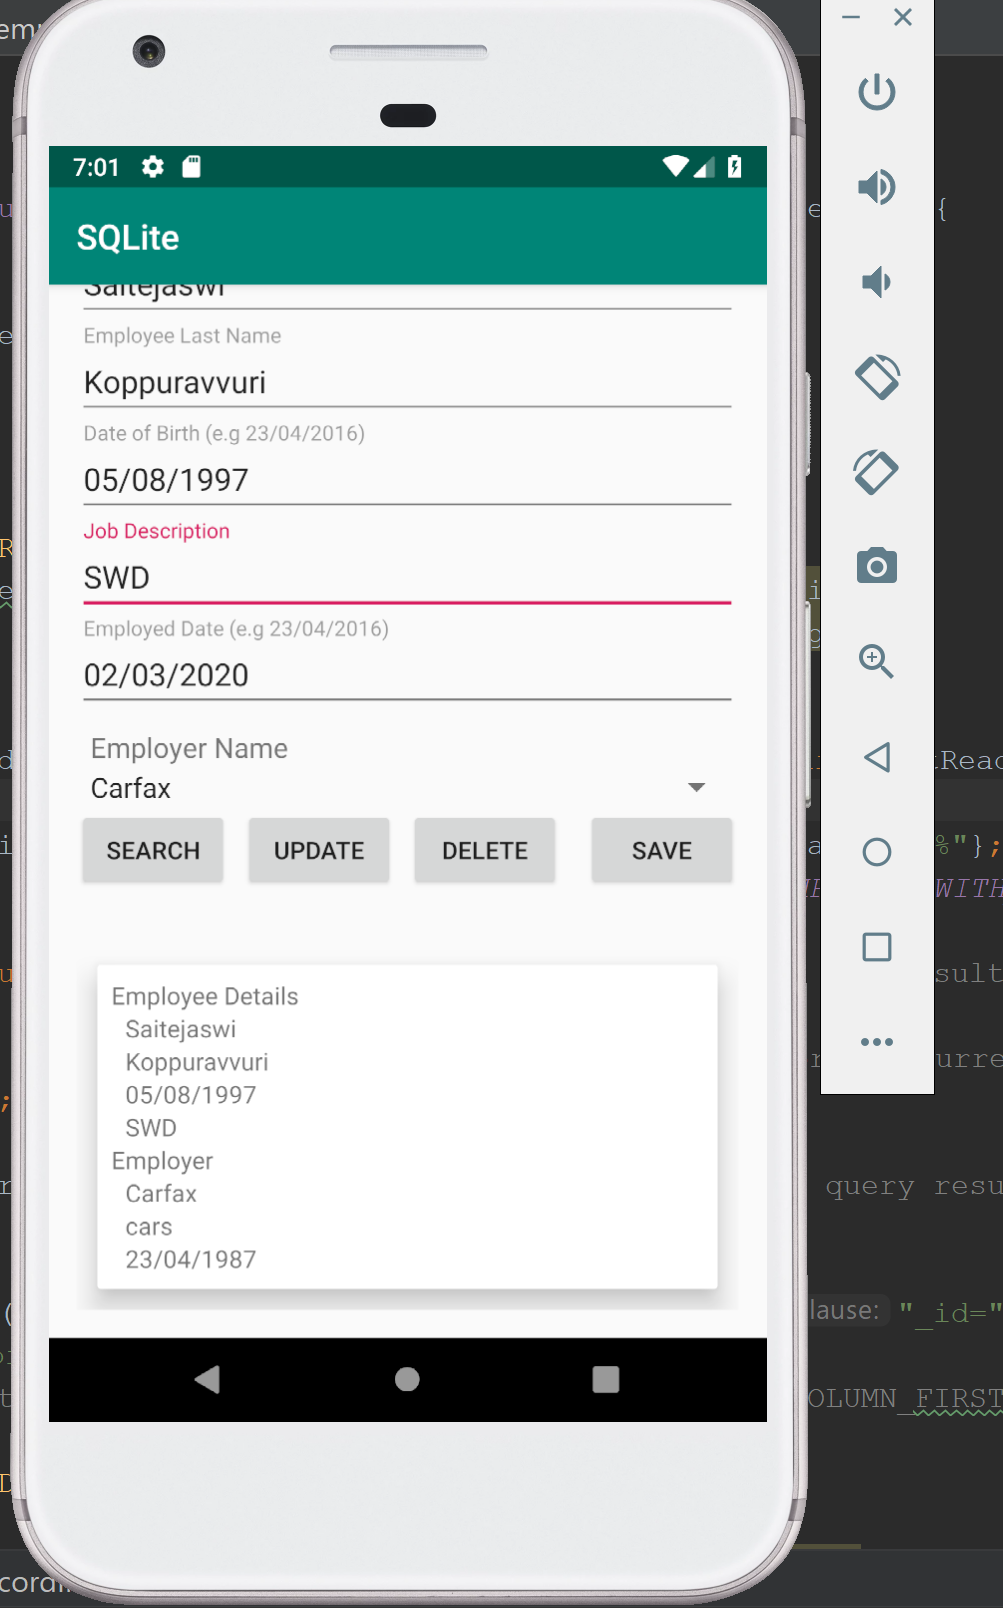 7:01
SQLite
Saitejaswi
Employee Last Name
Koppuravvuri
Date of Birth (e.g 23/04/2016)
05/08/1997
Job Description
SWD
Employed Date (e.g 23/04/2016)
02/03/2020
Employer Name
Carfax
SEARCH UPDATE DELETE SAVE
Employee Details
Saitejaswi
Koppuravvuri
05/08/1997
SWD
Employer
Carfax
cars
23/04/1987
{
%"};
WITH
sult
urre
query resu
lause: "_id="
OLUMN_FIRST